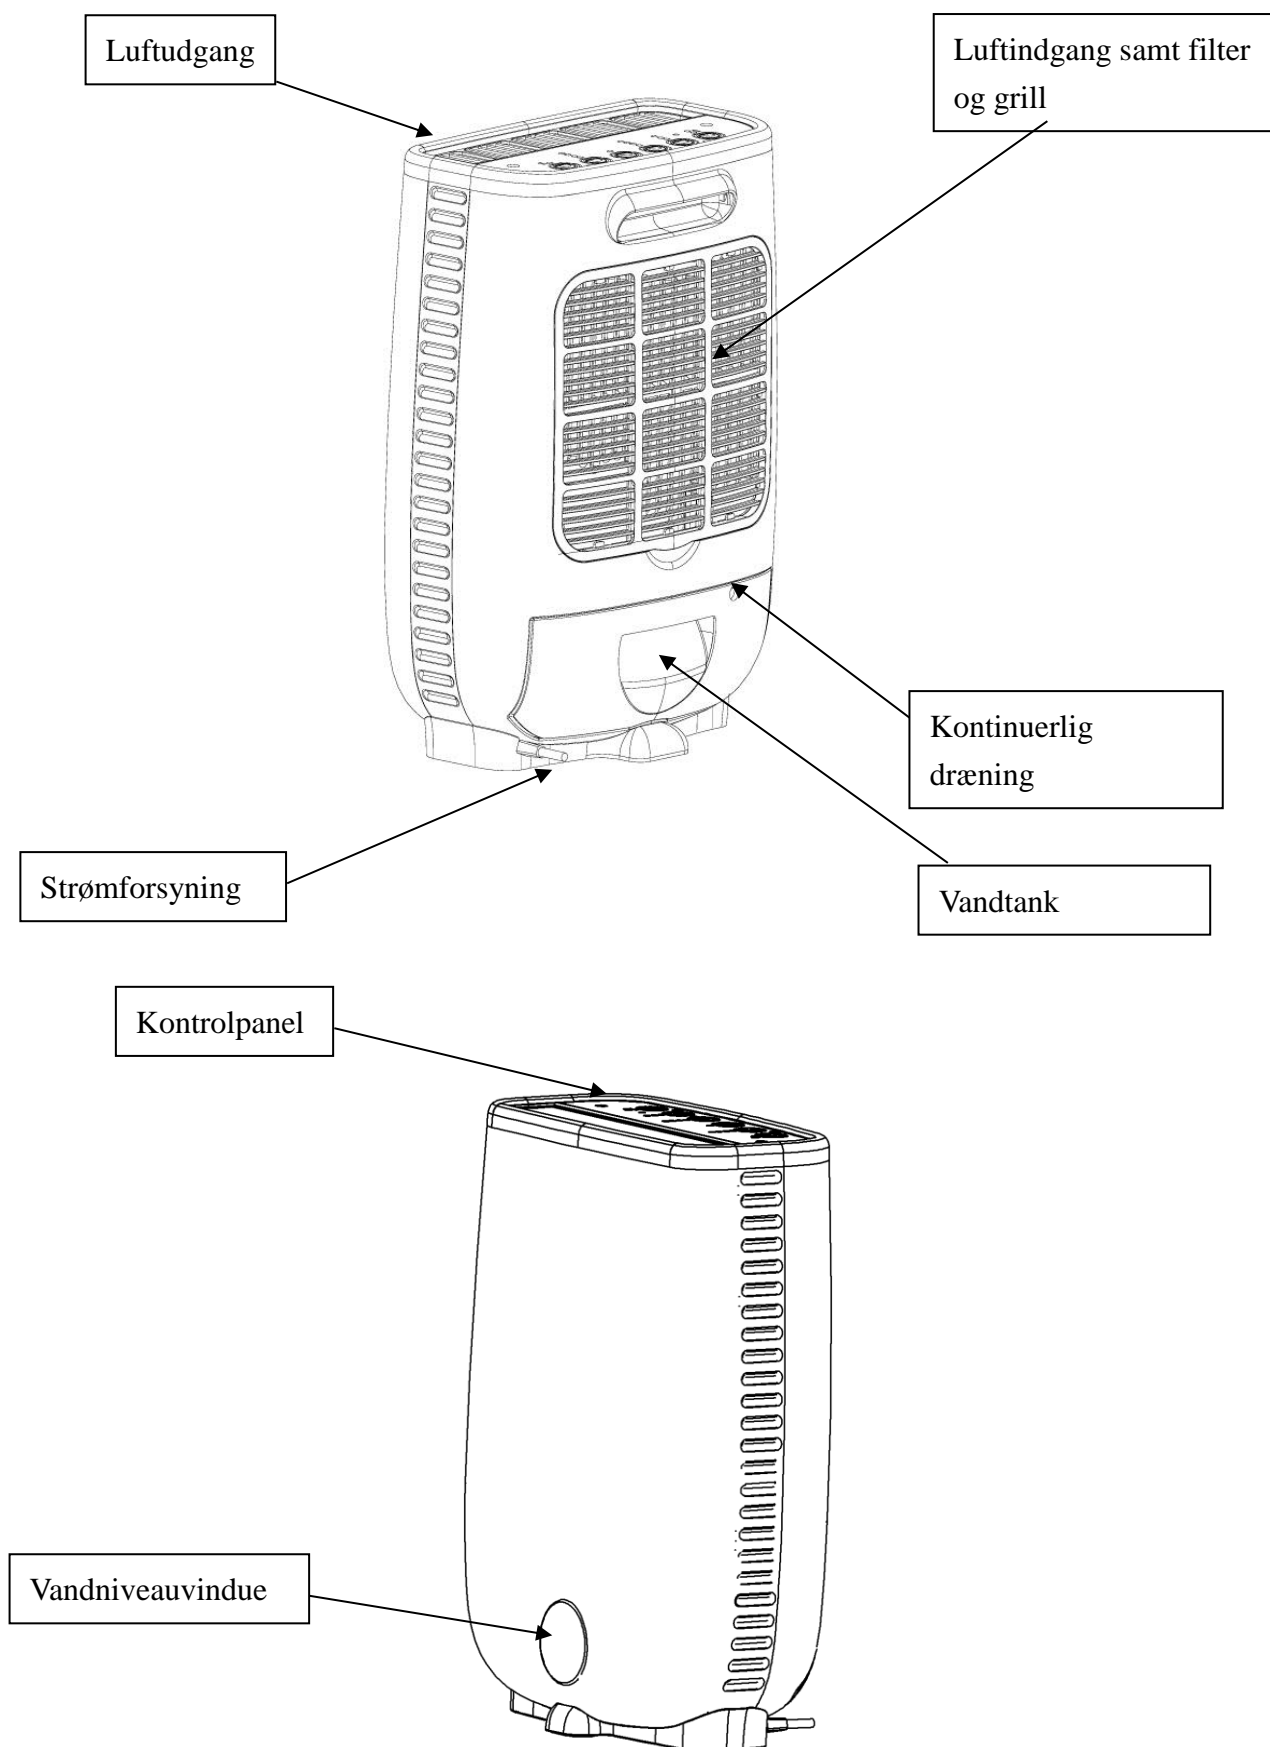 Luftudgang
Luftindgang samt filter
og grill
Kontinuerlig
dræning
Strømforsyning
Vandtank
Kontrolpanel
Vandniveauvindue